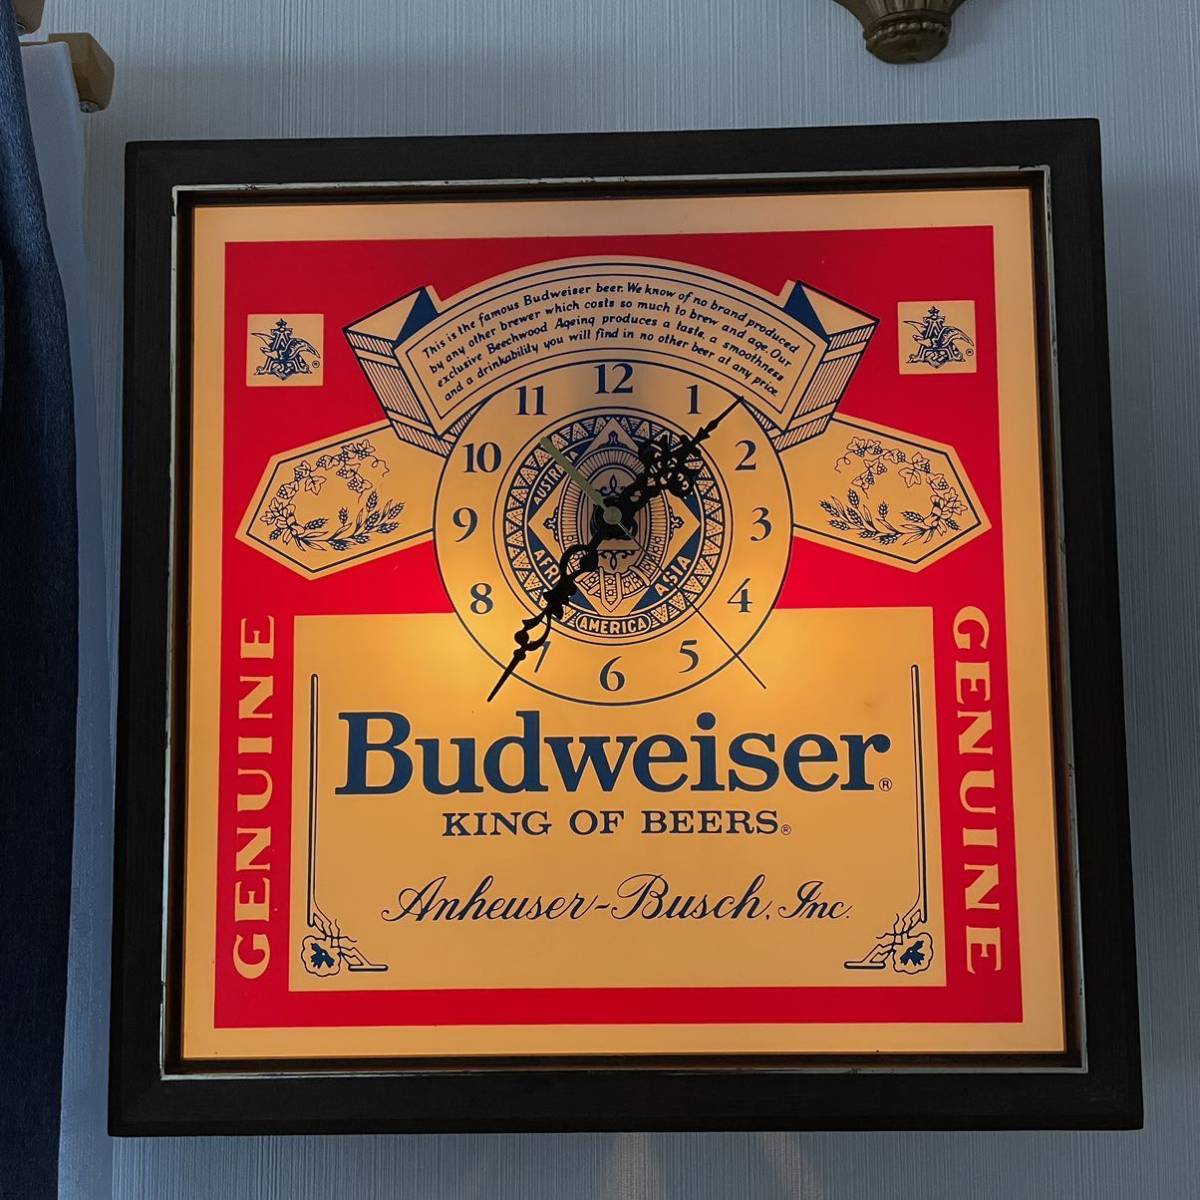 This is the famous Budweiser beer. We know of no brand produced
by any other brewer which costs so much to brew and age. Our
exclusive Beechwood Ageing produces a taste, a smoothness
and a drinkability you will find in no other beer at any price.
12
11
1
10
2
9
3
8
4
7
5
6
ASIA
AMERICA
GENUINE
GENUINE
Budweiser®
KING OF BEERS®
Anheuser-Busch, Inc.